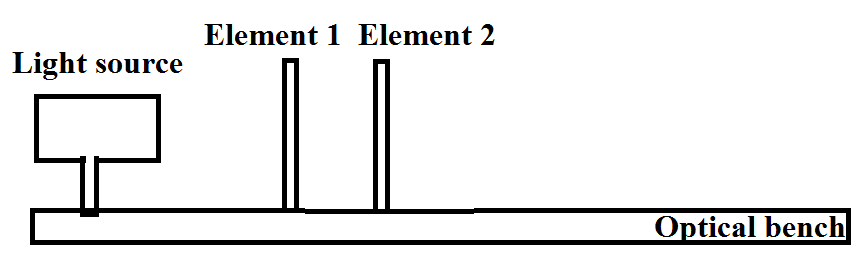 Element 1 Element 2
Light source
Optical bench